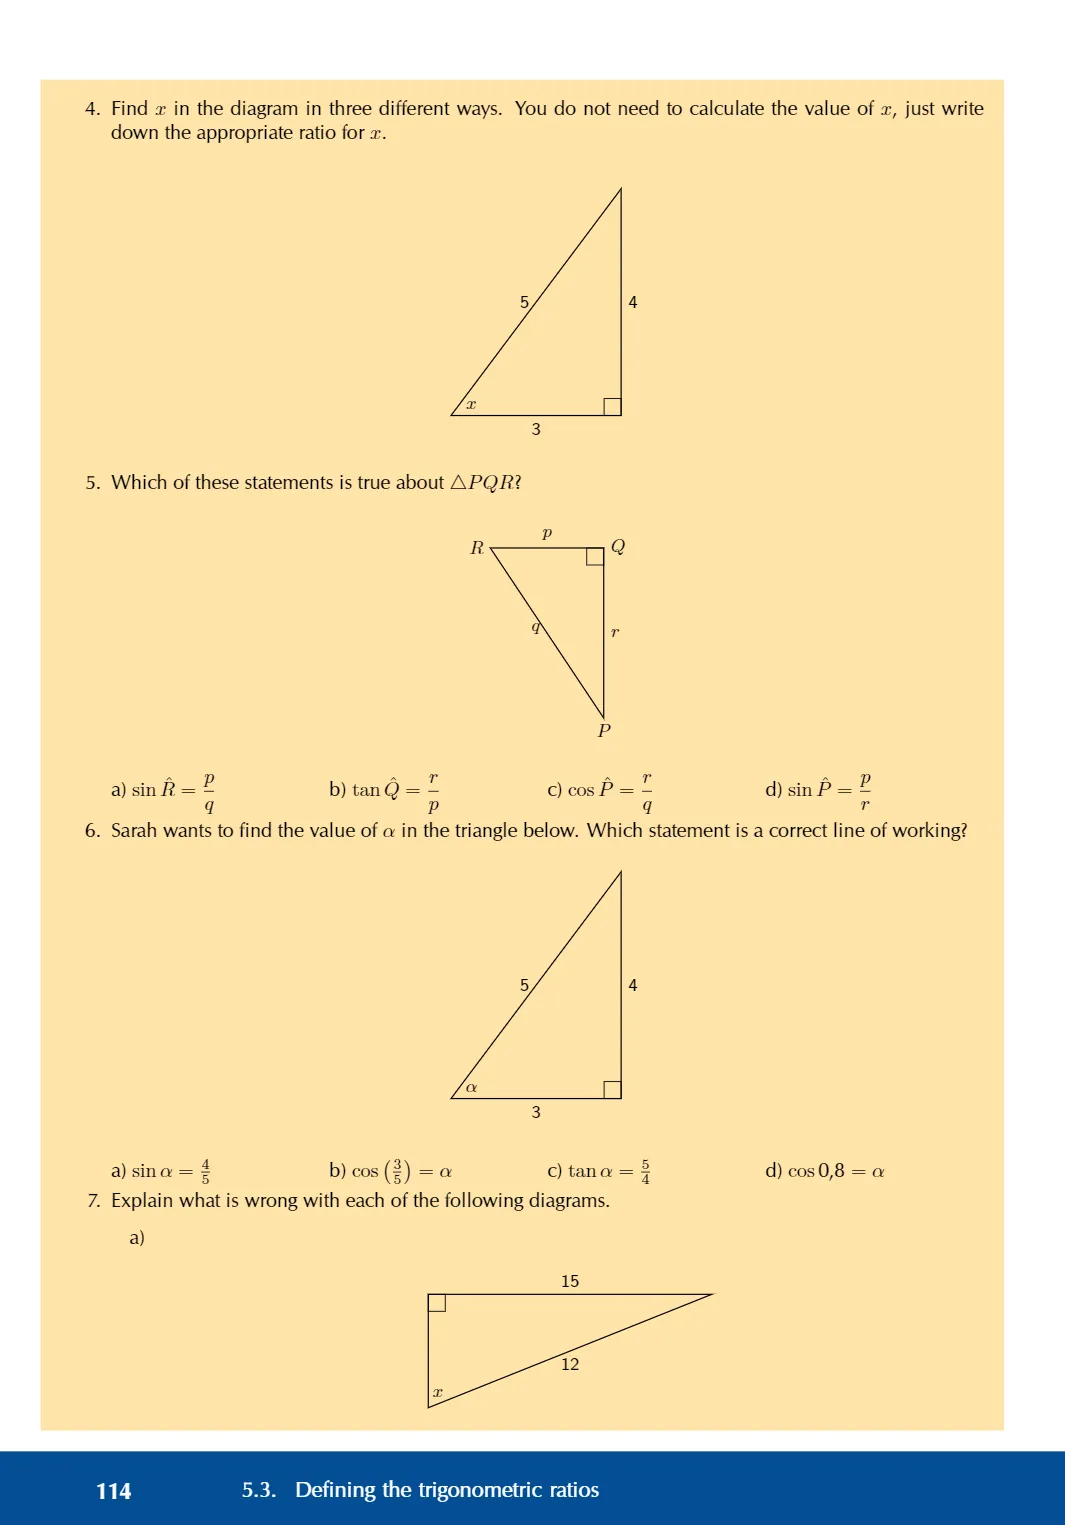 4. Find x in the diagram in three different ways. You do not need to calculate the value of x, just write
down the appropriate ratio for x.
5
4
x
3
5. Which of these statements is true about △PQR?
p
R
Q
q
r
P
a) sin R̂ = p/q b) tan Q̂ = r/p c) cos P̂ = r/q d) sin P̂ = p/r
6. Sarah wants to find the value of α in the triangle below. Which statement is a correct line of working?
5
4
α
3
a) sin α = 4/5 b) cos (3/5) = α c) tan α = 5/4 d) cos 0,8 = α
7. Explain what is wrong with each of the following diagrams.
a)
15
12
x
114 5.3. Defining the trigonometric ratios